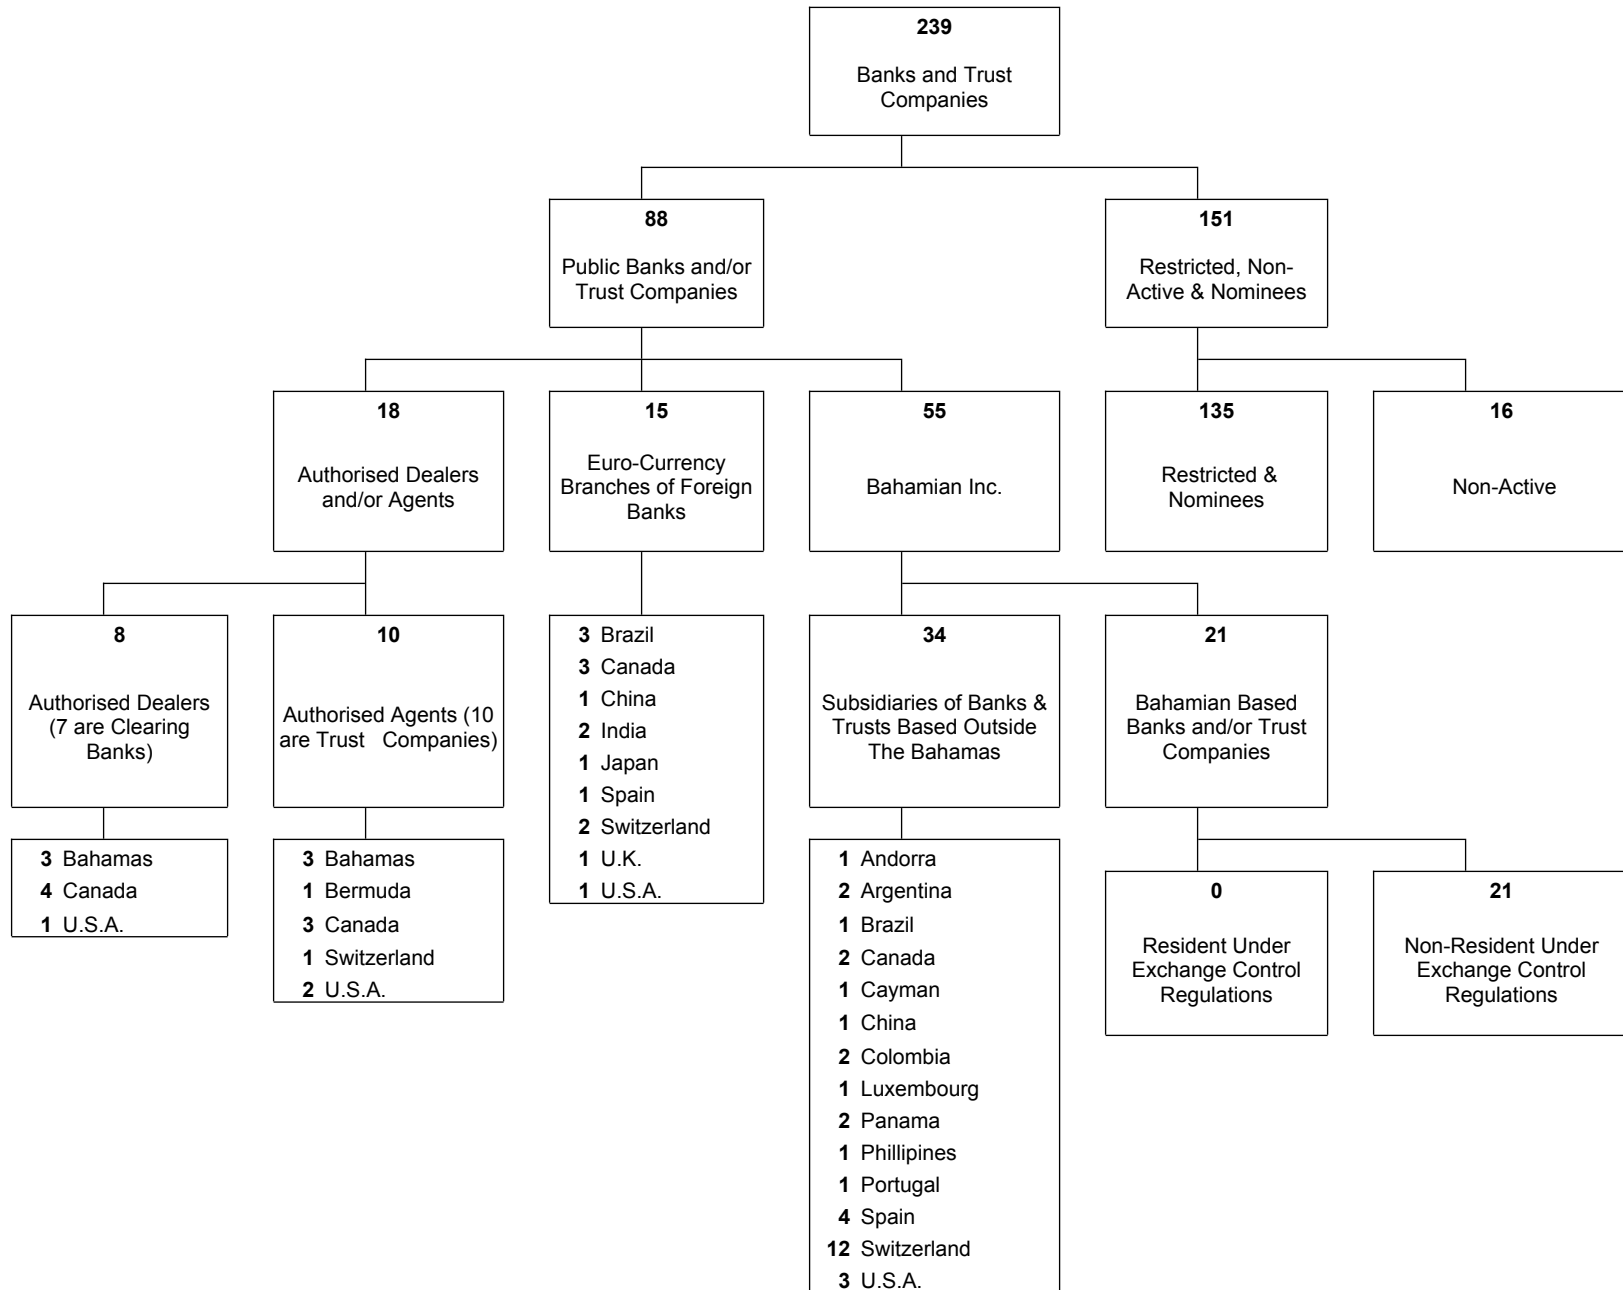 239
Banks and Trust
Companies
88
Public Banks and/or
Trust Companies
151
Restricted, Non-
Active & Nominees
18
Authorised Dealers
and/or Agents
15
Euro-Currency
Branches of Foreign
Banks
55
Bahamian Inc.
135
Restricted &
Nominees
16
Non-Active
8
Authorised Dealers
(7 are Clearing
Banks)
10
Authorised Agents (10
are Trust Companies)
3 Brazil
3 Canada
1 China
2 India
1 Japan
1 Spain
2 Switzerland
1 U.K.
1 U.S.A.
34
Subsidiaries of Banks &
Trusts Based Outside
The Bahamas
21
Bahamian Based
Banks and/or Trust
Companies
3 Bahamas
4 Canada
1 U.S.A.
3 Bahamas
1 Bermuda
3 Canada
1 Switzerland
2 U.S.A.
1 Andorra
2 Argentina
1 Brazil
2 Canada
1 Cayman
1 China
2 Colombia
1 Luxembourg
2 Panama
1 Phillipines
1 Portugal
4 Spain
12 Switzerland
3 U.S.A.
0
Resident Under
Exchange Control
Regulations
21
Non-Resident Under
Exchange Control
Regulations